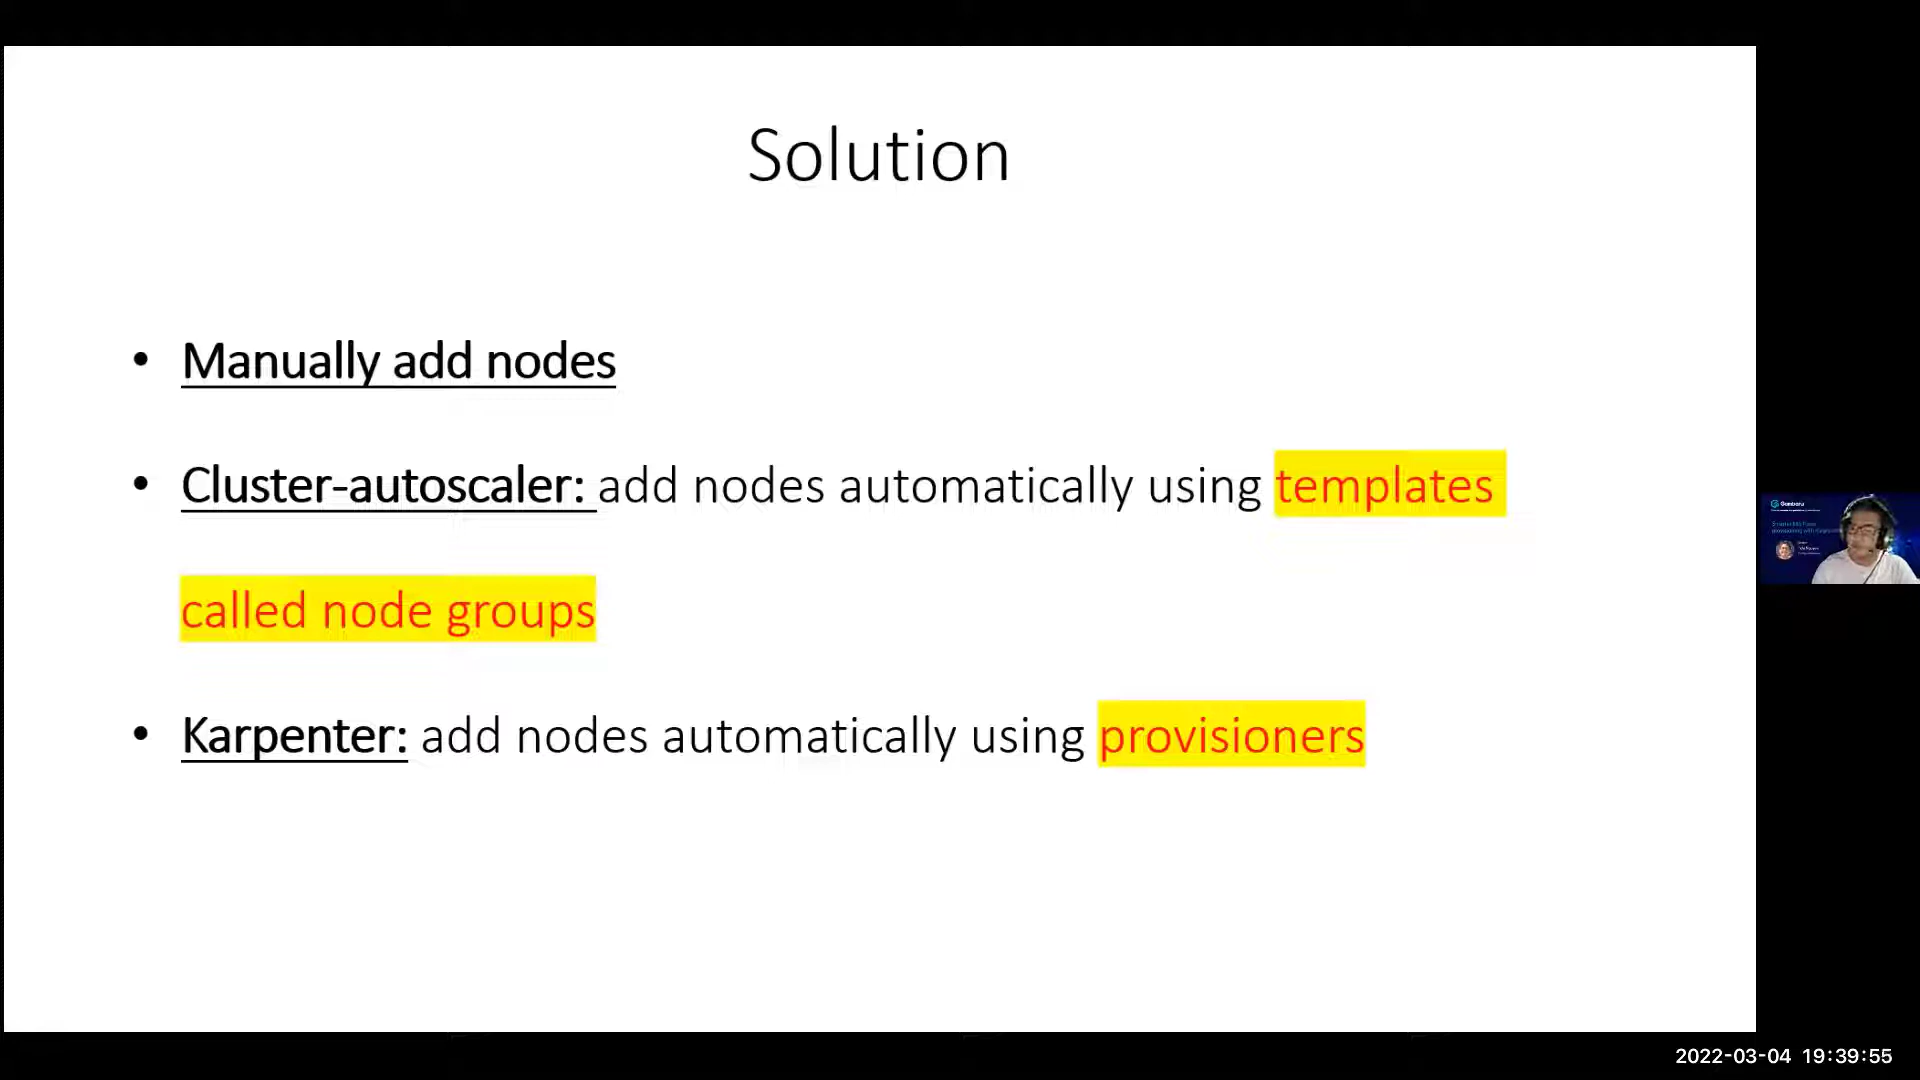 Solution
• Manually add nodes
• Cluster-autoscaler: add nodes automatically using templates
called node groups
• Karpenter: add nodes automatically using provisioners
2022-03-04 19:39:55